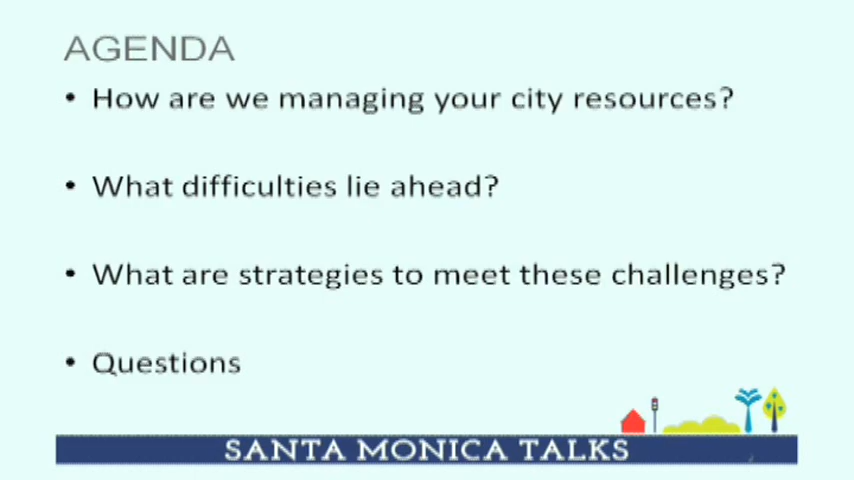 AGENDA
• How are we managing your city resources?
• What difficulties lie ahead?
• What are strategies to meet these challenges?
• Questions
SANTA MONICA TALKS